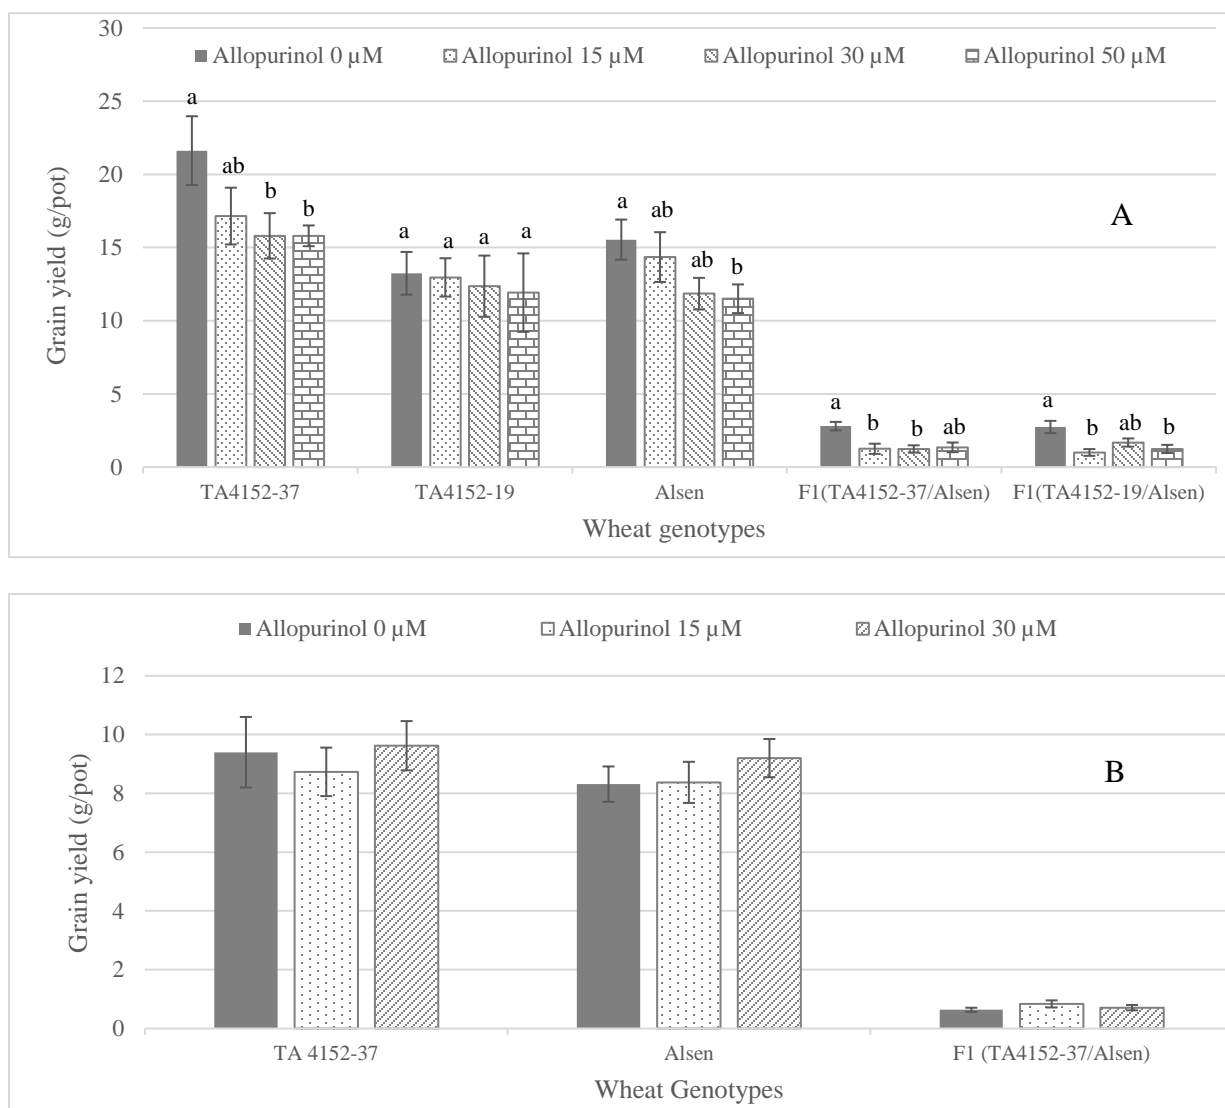 30
Allopurinol 0 µM Allopurinol 15 µM Allopurinol 30 µM Allopurinol 50 µM
25
20
15
10
5
0
Grain yield (g/pot)
a ab b b
a a a a
a ab ab b
a b b ab
a b ab b
A
TA4152-37 TA4152-19 Alsen F1(TA4152-37/Alsen) F1(TA4152-19/Alsen)
Wheat genotypes
Allopurinol 0 µM Allopurinol 15 µM Allopurinol 30 µM
12
10
8
6
4
2
0
Grain yield (g/pot)
B
TA 4152-37 Alsen F1 (TA4152-37/Alsen)
Wheat Genotypes